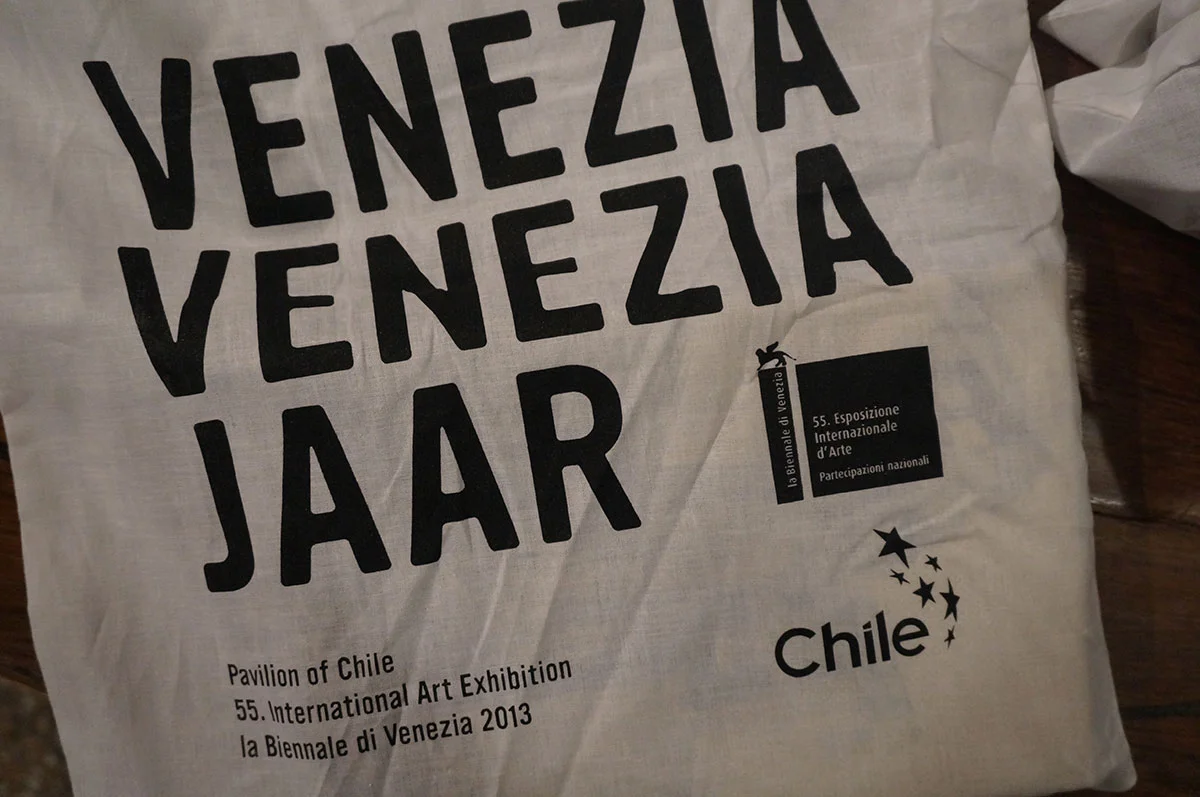 VENEZIA
VENEZIA
JAAR
la Biennale di Venezia
55. Esposizione
Internazionale
d'Arte
Partecipazioni nazionali
Chile
Pavilion of Chile
55. International Art Exhibition
la Biennale di Venezia 2013